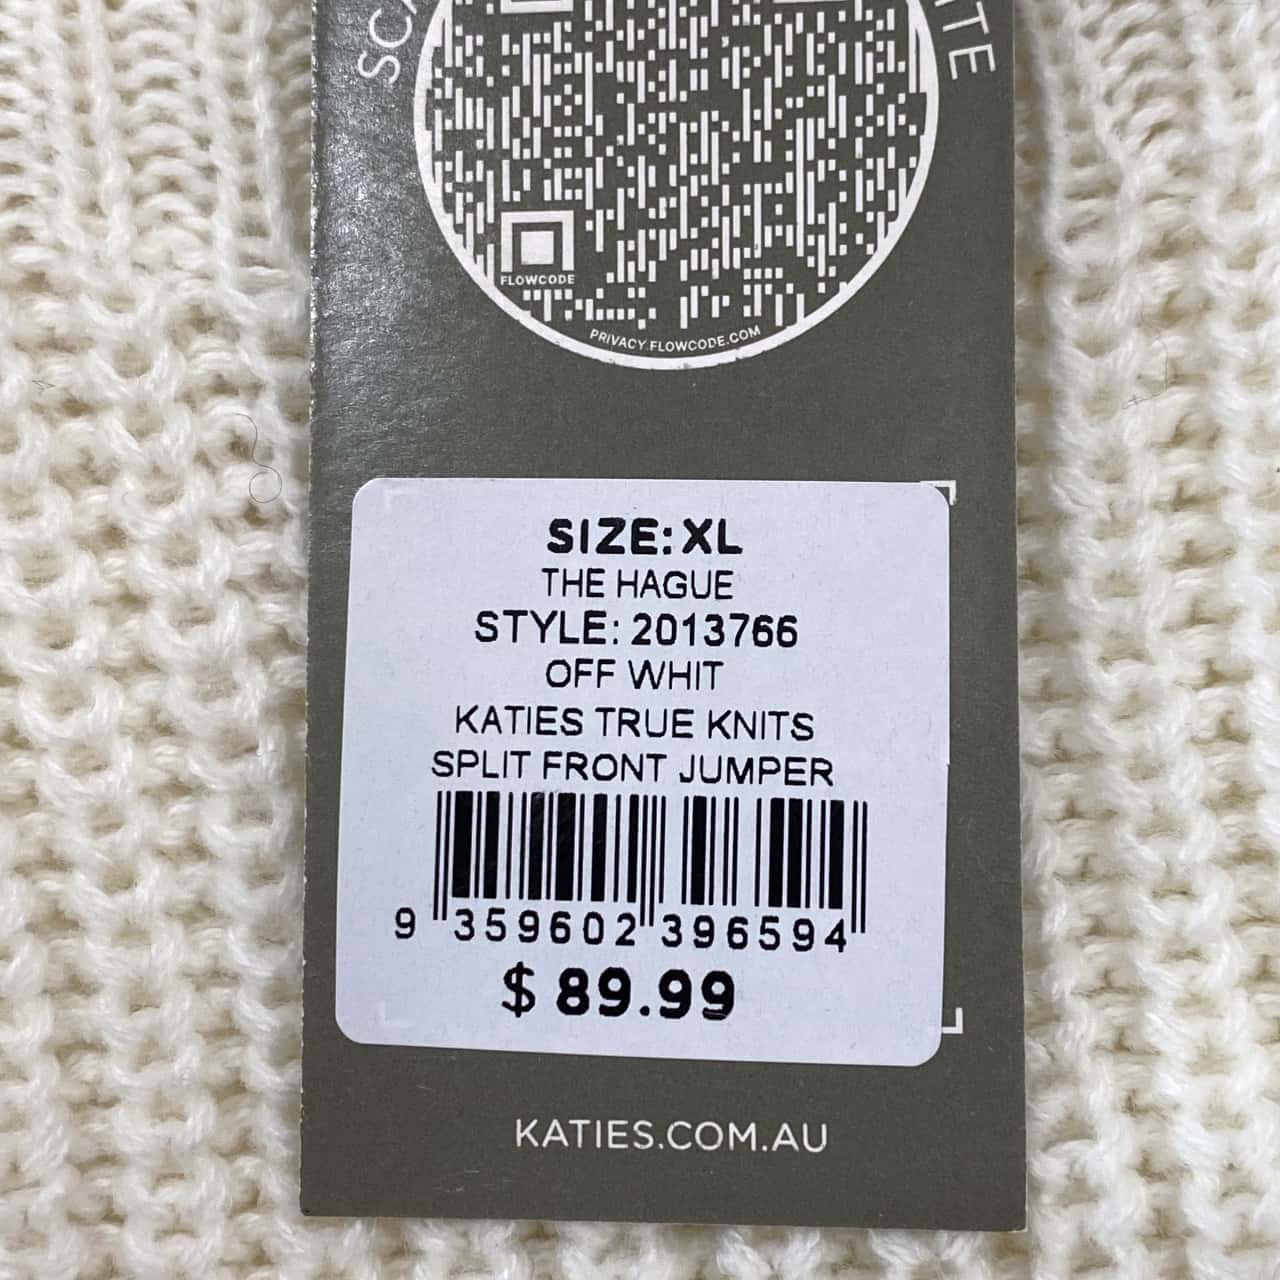 FLOWCODE
PRIVACY.FLOWCODE.COM
SIZE: XL
THE HAGUE
STYLE: 2013766
OFF WHIT
KATIES TRUE KNITS
SPLIT FRONT JUMPER
9 359602 396594
$ 89.99
KATIES.COM.AU